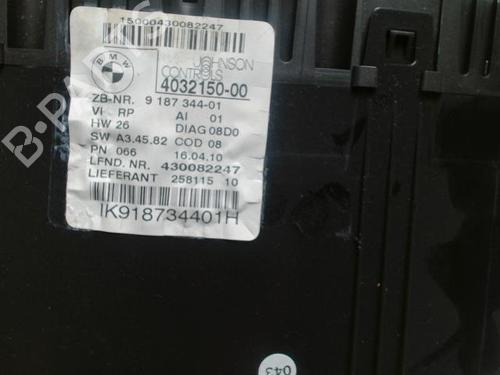 15000430082247
BMW
JOHNSON
CONTROLS
4032150-00
ZB-NR. 9 187 344-01
VI RP AI 01
HW 26 DIAG 08D0
SW A3.45.82 COD 08
PN 066 16.04.10
LFND. NR. 430082247
LIEFERANT 258115 10
IK918734401H
043
B-PARTS